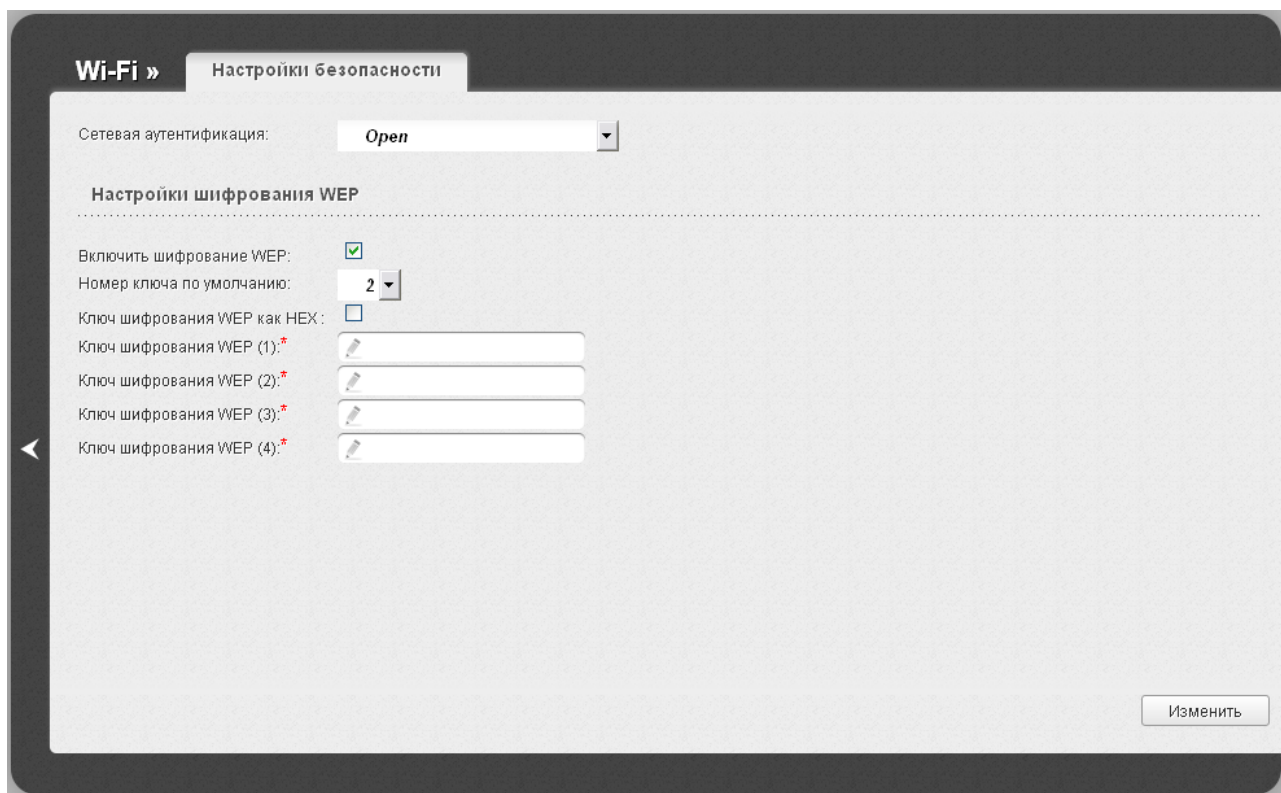 Wi-Fi » Настройки безопасности
Сетевая аутентификация: Open
Настройки шифрования WEP
Включить шифрование WEP:
Номер ключа по умолчанию: 2
Ключ шифрования WEP как HEX :
Ключ шифрования WEP (1):*
Ключ шифрования WEP (2):*
Ключ шифрования WEP (3):*
Ключ шифрования WEP (4):*
Изменить